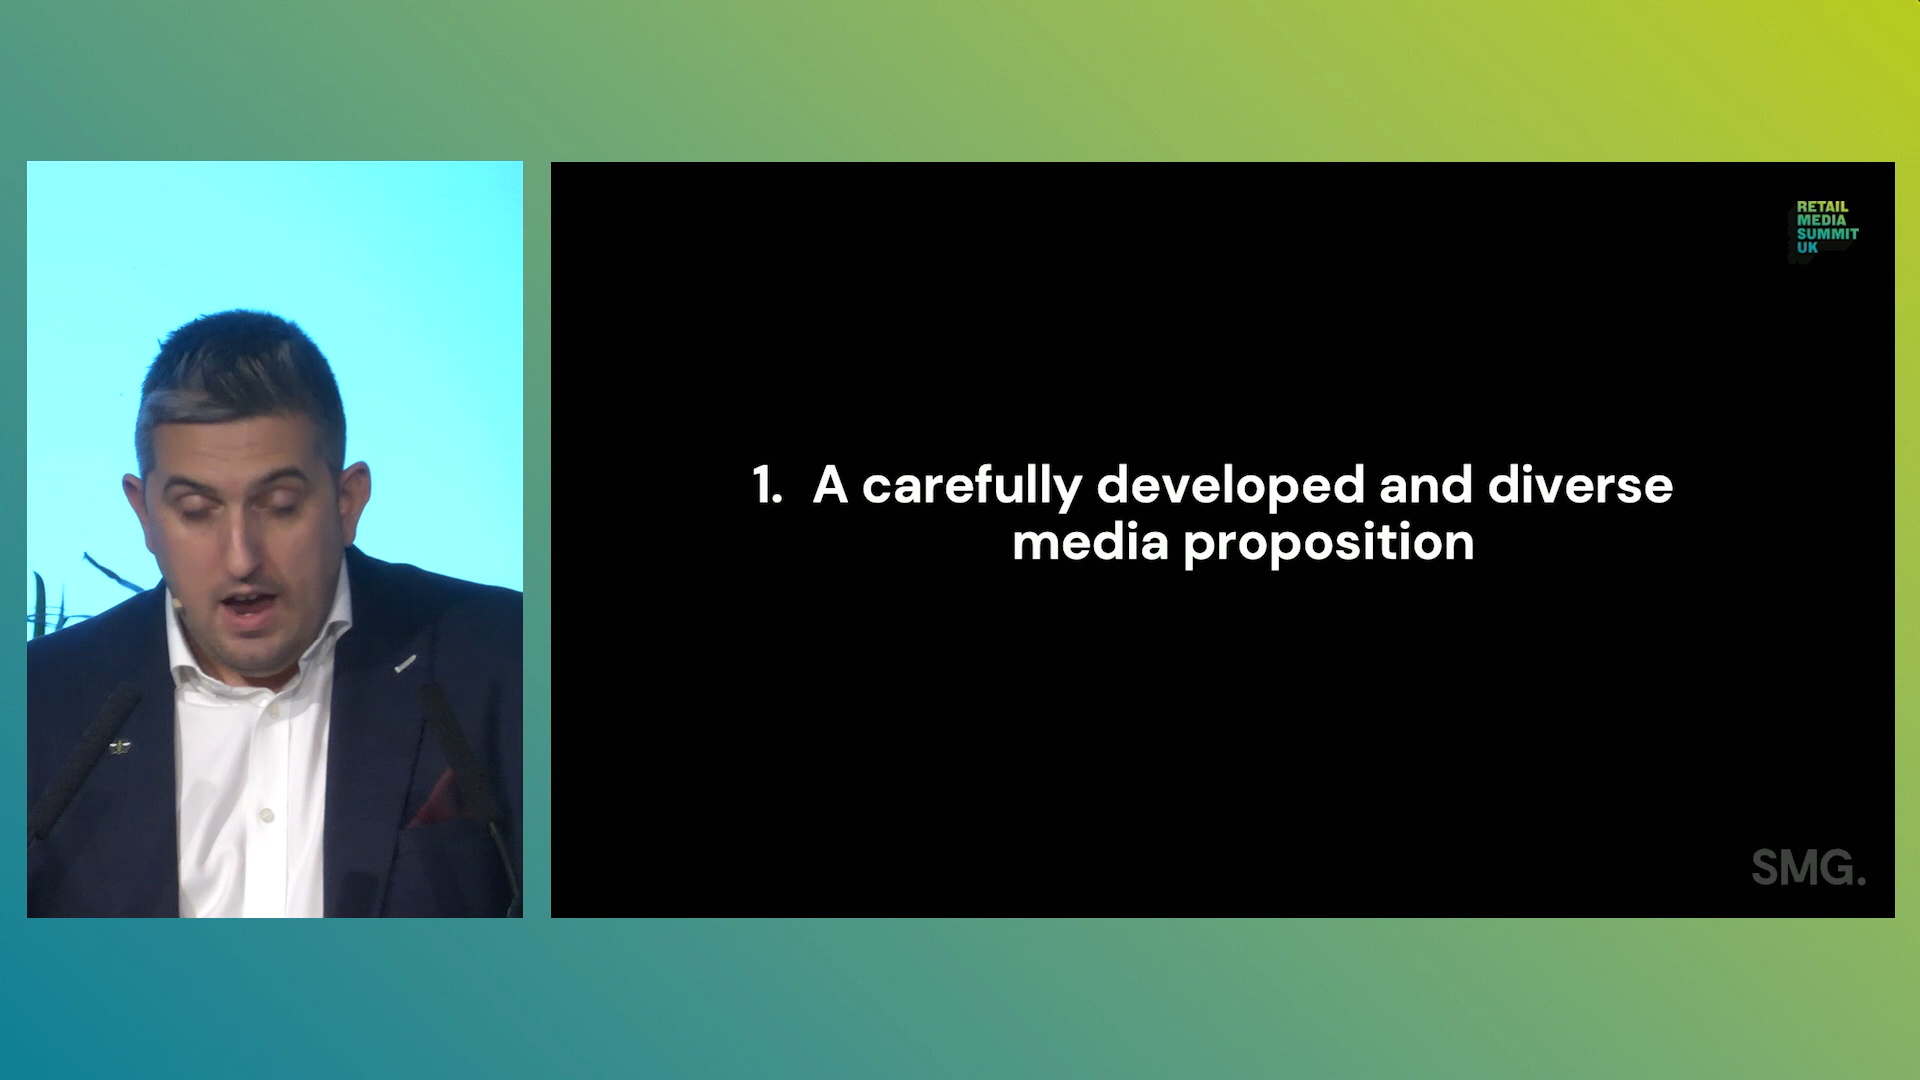 RETAIL
MEDIA
SUMMIT
UK
1. A carefully developed and diverse
media proposition
SMG.